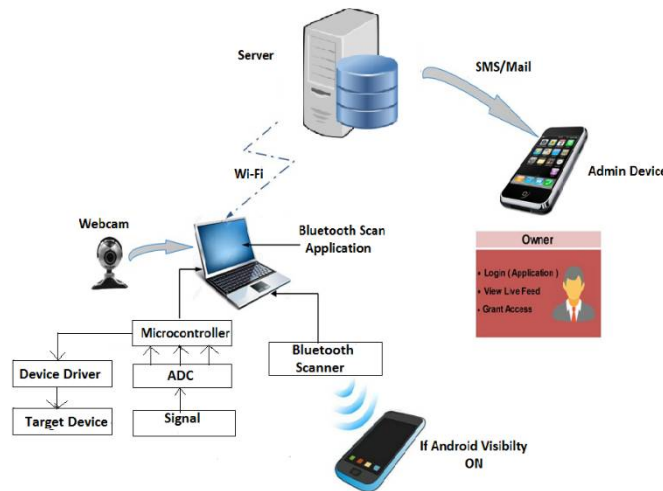 Server
SMS/Mail
Admin Device
Wi-Fi
Webcam
Bluetooth Scan
Application
Owner
Login ( Application )
View Live Feed
Grant Access
Microcontroller
Bluetooth
Scanner
Device Driver
ADC
Target Device
Signal
If Android Visibilty
ON